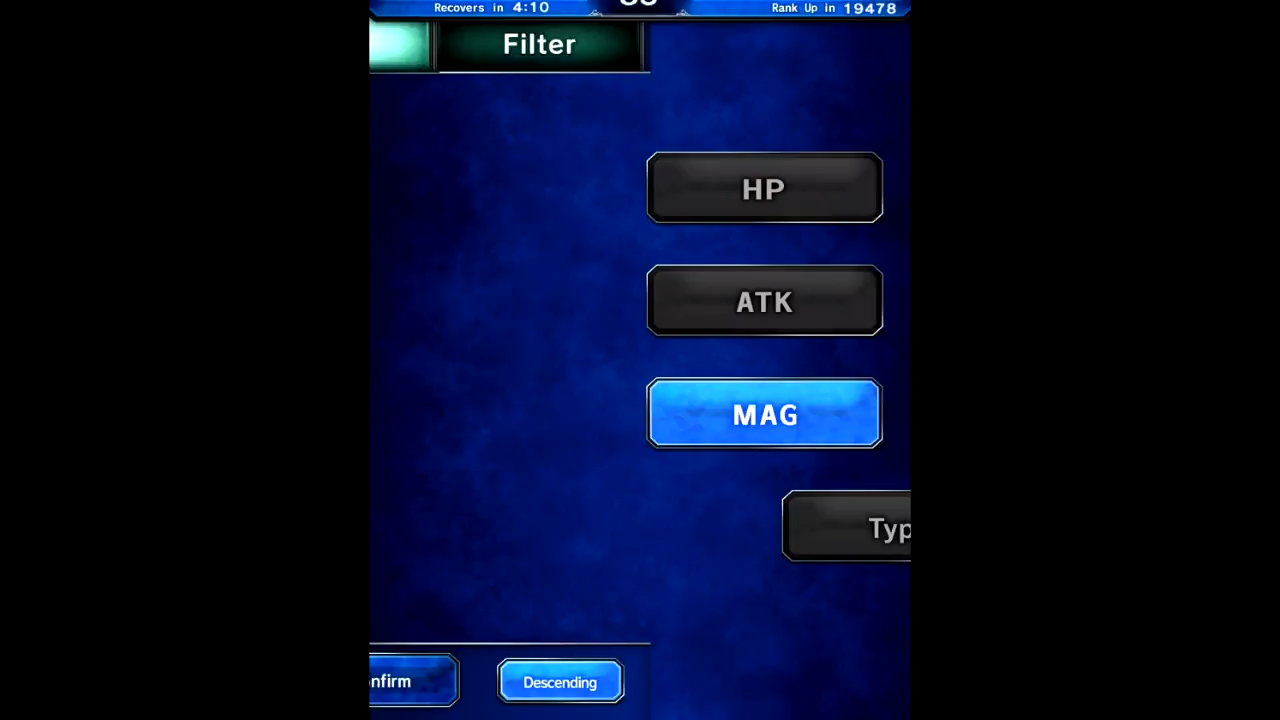 Recovers in 4:10
Rank Up in 19478
Filter
HP
ATK
MAG
Typ
nfirm
Descending